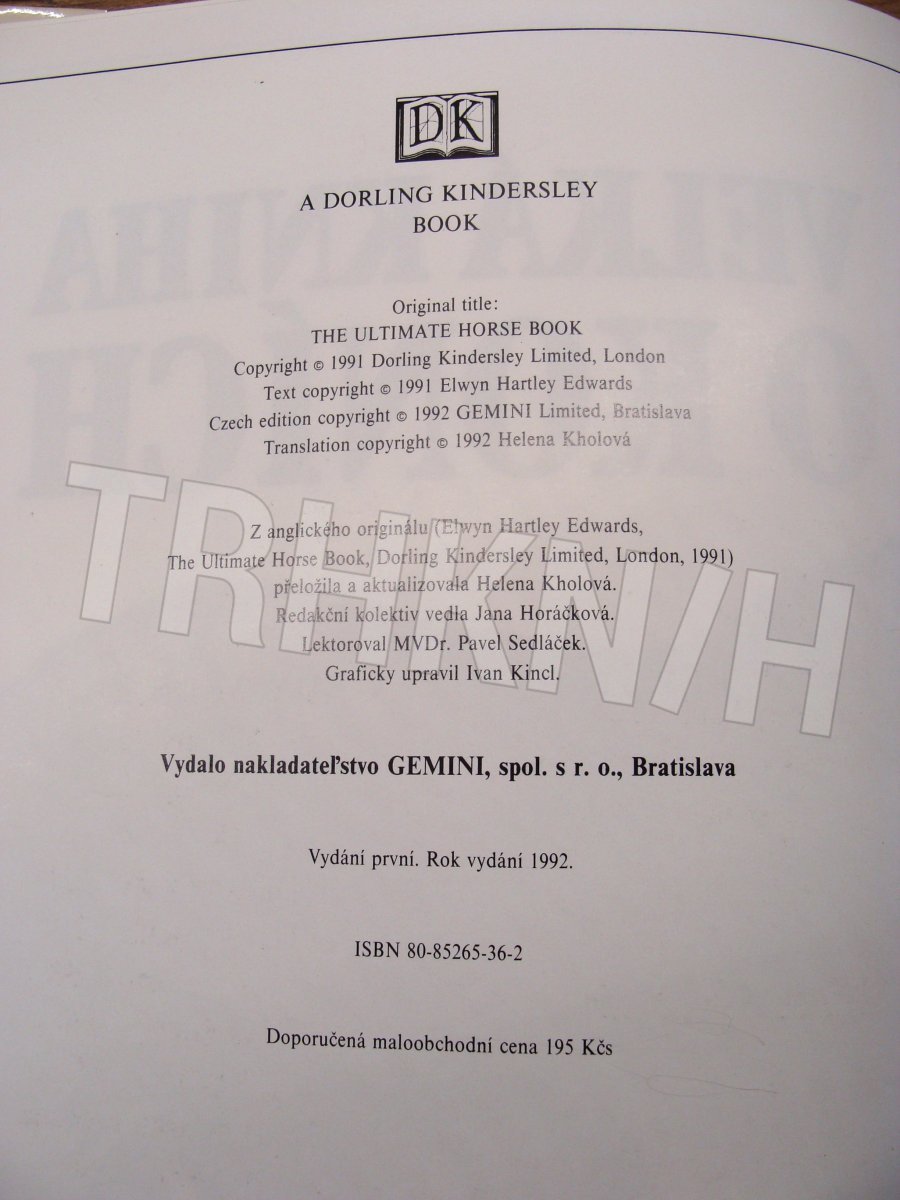 DK
A DORLING KINDERSLEY
BOOK
Original title:
THE ULTIMATE HORSE BOOK
Copyright © 1991 Dorling Kindersley Limited, London
Text copyright © 1991 Elwyn Hartley Edwards
Czech edition copyright © 1992 GEMINI Limited, Bratislava
Translation copyright © 1992 Helena Kholová
Z anglického originálu (Elwyn Hartley Edwards,
The Ultimate Horse Book, Dorling Kindersley Limited, London, 1991)
přeložila a aktualizovala Helena Kholová.
Redakční kolektiv vedla Jana Horáčková.
Lektoroval MVDr. Pavel Sedláček.
Graficky upravil Ivan Kincl.
TRHKNIH
Vydalo nakladateľstvo GEMINI, spol. s r. o., Bratislava
Vydání první. Rok vydání 1992.
ISBN 80-85265-36-2
Doporučená maloobchodní cena 195 Kčs